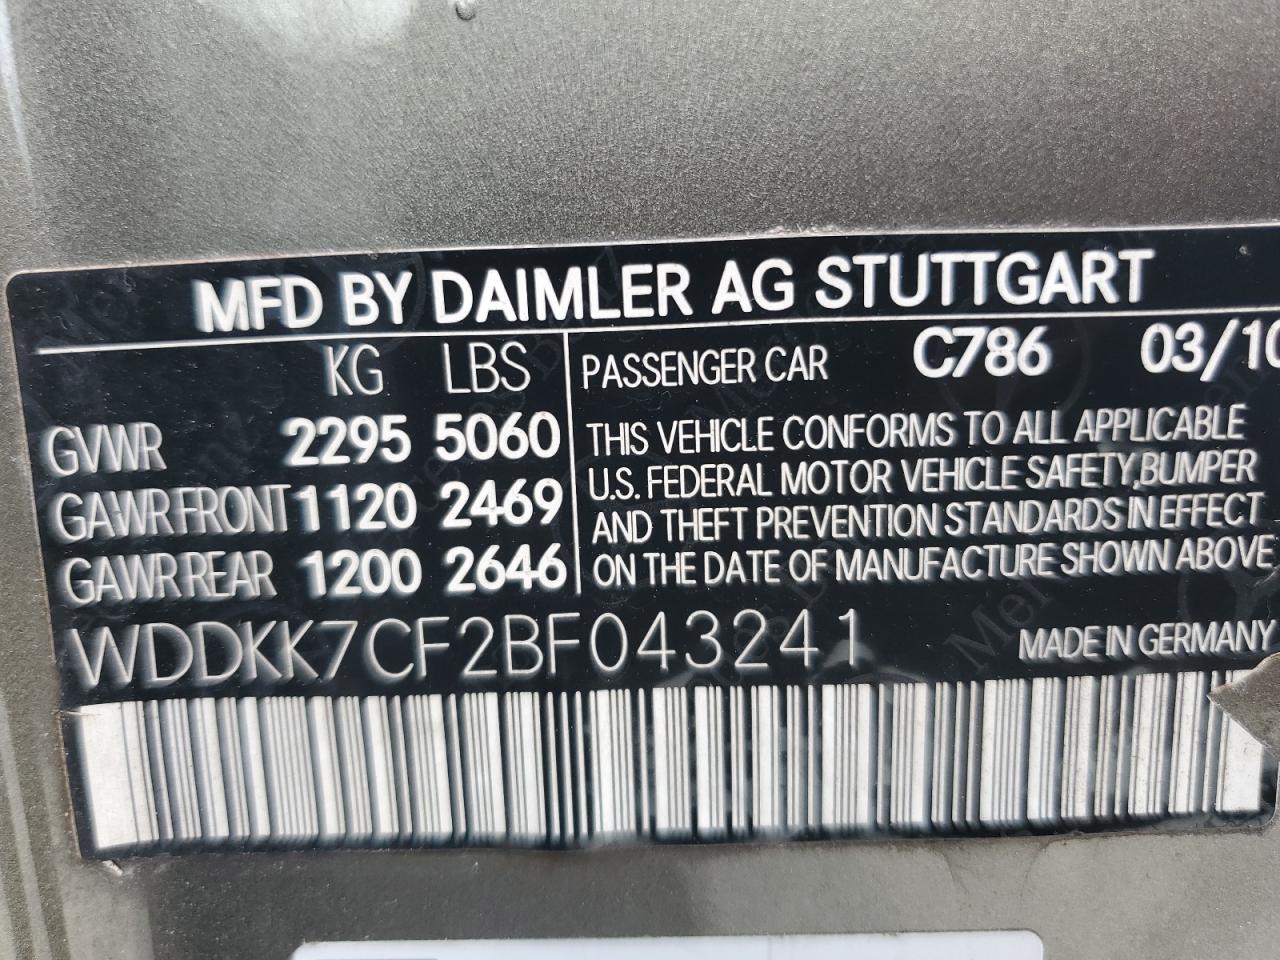 MFD BY DAIMLER AG STUTTGART
KG LBS
GVWR 2295 5060
GAWR FRONT 1120 2469
GAWR REAR 1200 2646
PASSENGER CAR C786 03/10
THIS VEHICLE CONFORMS TO ALL APPLICABLE
U.S. FEDERAL MOTOR VEHICLE SAFETY,BUMPER
AND THEFT PREVENTION STANDARDS IN EFFECT
ON THE DATE OF MANUFACTURE SHOWN ABOVE
WDDKK7CF2BF043241 MADE IN GERMANY